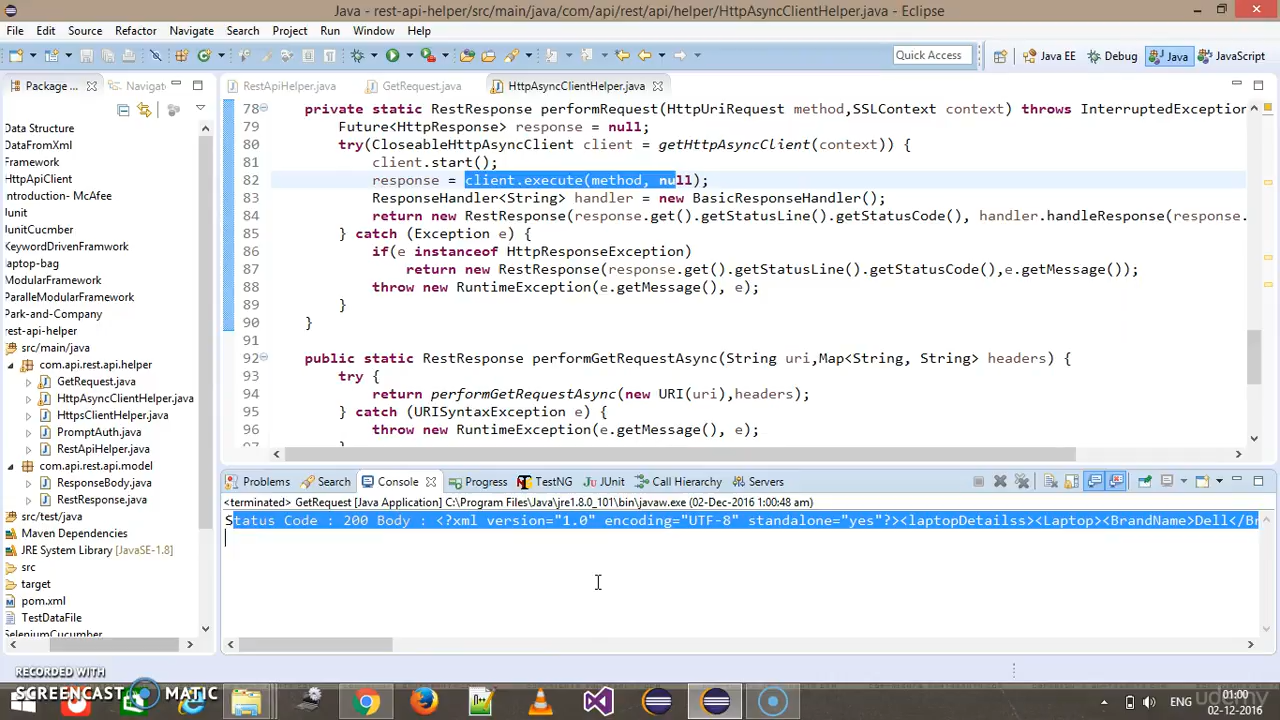 Java - rest-api-helper/src/main/java/com/api/rest/api/helper/HttpAsyncClientHelper.java - Eclipse
File Edit Source Refactor Navigate Search Project Run Window Help
Quick Access Java EE Debug Java JavaScript
Package... Navigat
RestApiHelper.java GetRequest.java HttpAsyncClientHelper.java
Data Structure
DataFromXml
Framework
HttpApiClient
Introduction- McAfee
Junit
JunitCucmber
KeywordDrivenFramwork
laptop-bag
ModularFramework
ParalleModularFramework
Park-and-Company
rest-api-helper
src/main/java
com.api.rest.api.helper
GetRequest.java
HttpAsyncClientHelper.java
HttpsClientHelper.java
PromptAuth.java
RestApiHelper.java
com.api.rest.api.model
ResponseBody.java
RestResponse.java
src/test/java
Maven Dependencies
JRE System Library [JavaSE-1.8]
src
target
pom.xml
TestDataFile
SeleniumCucumber
78 private static RestResponse performRequest(HttpUriRequest method,SSLContext context) throws InterruptedException
79 Future<HttpResponse> response = null;
80 try(CloseableHttpAsyncClient client = getHttpAsyncClient(context)) {
81 client.start();
82 response = client.execute(method, null);
83 ResponseHandler<String> handler = new BasicResponseHandler();
84 return new RestResponse(response.get().getStatusLine().getStatusCode(), handler.handleResponse(response.
85 } catch (Exception e) {
86 if(e instanceof HttpResponseException)
87 return new RestResponse(response.get().getStatusLine().getStatusCode(),e.getMessage());
88 throw new RuntimeException(e.getMessage(), e);
89 }
90 }
91
92 public static RestResponse performGetRequestAsync(String uri,Map<String, String> headers) {
93 try {
94 return performGetRequestAsync(new URI(uri),headers);
95 } catch (URISyntaxException e) {
96 throw new RuntimeException(e.getMessage(), e);
97 }
Problems Search Console Progress TestNG JUnit Call Hierarchy Servers
<terminated> GetRequest [Java Application] C:\Program Files\Java\jre1.8.0_101\bin\javaw.exe (02-Dec-2016 1:00:48 am)
Status Code : 200 Body : <?xml version="1.0" encoding="UTF-8" standalone="yes"?><laptopDetailss><Laptop><BrandName>Dell</Br
RECORDED WITH
SCREENCAST MATIC
ENG 01:00
02-12-2016
udemy